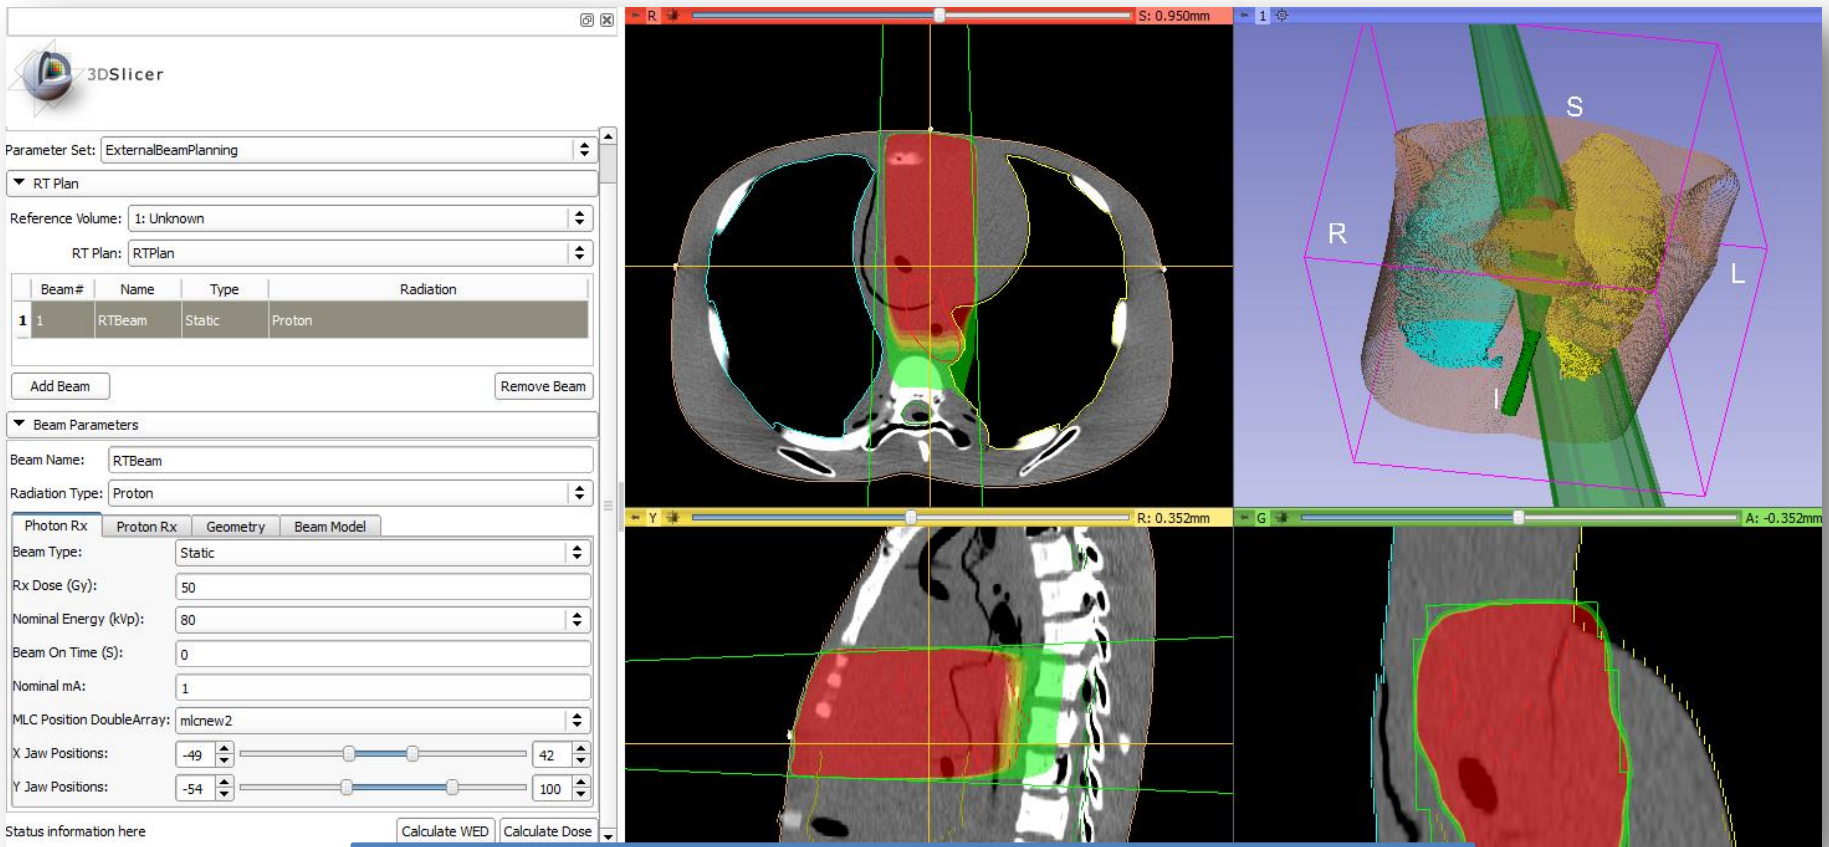 3DSlicer
Parameter Set: ExternalBeamPlanning
RT Plan
Reference Volume: 1: Unknown
RT Plan: RTPlan
Beam# Name Type Radiation
1 1 RTBeam Static Proton
Add Beam Remove Beam
Beam Parameters
Beam Name: RTBeam
Radiation Type: Proton
Photon Rx Proton Rx Geometry Beam Model
Beam Type: Static
Rx Dose (Gy): 50
Nominal Energy (kVp): 80
Beam On Time (S): 0
Nominal mA: 1
MLC Position DoubleArray: mlcnew2
X Jaw Positions: -49 42
Y Jaw Positions: -54 100
Status information here Calculate WED Calculate Dose
R S: 0.950mm
1
S
R
L
I
Y R: 0.352mm
G A: -0.352mm